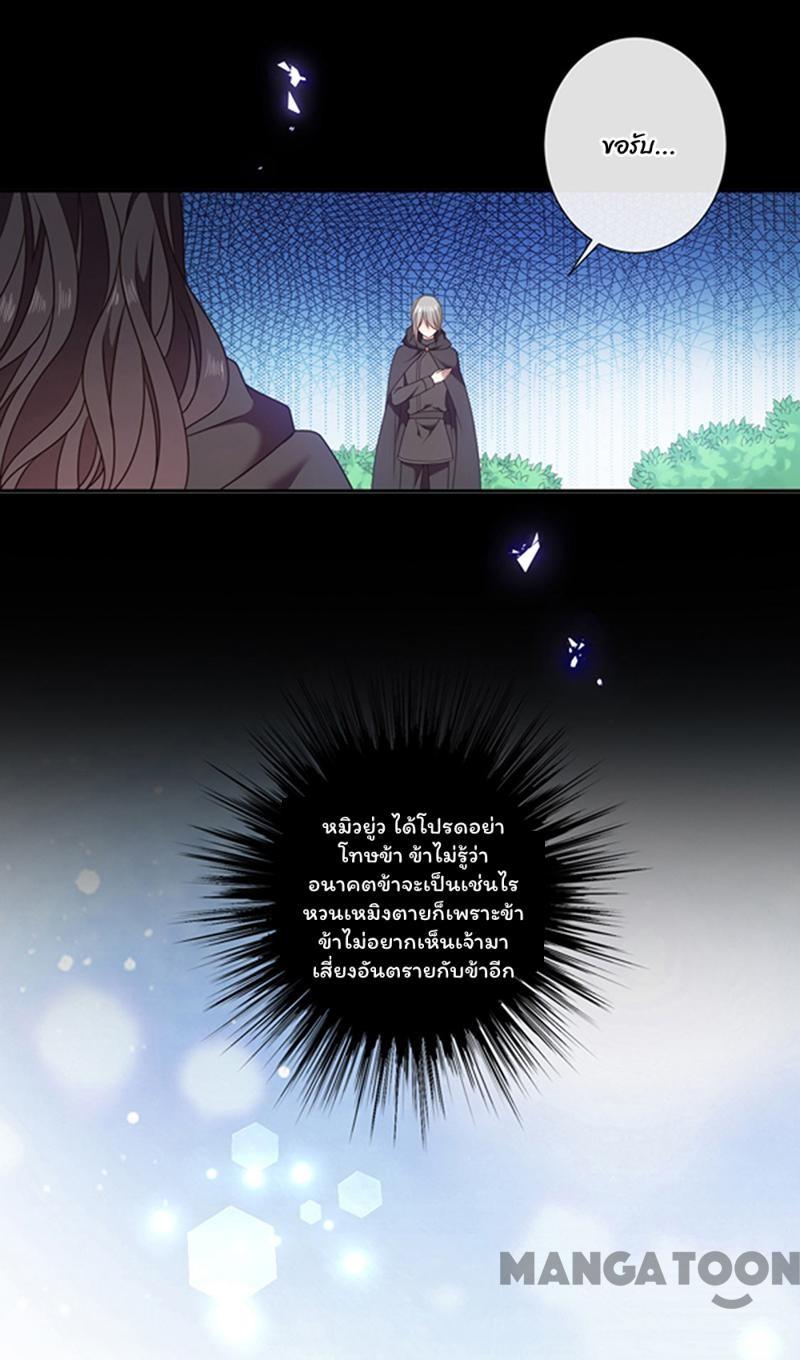 ขอรับ...
หมิวยู่ว ได้โปรดอย่า
โทษข้า ข้าไม่รู้ว่า
อนาคตข้าจะเป็นเช่นไร
หวนเหมิงตายก็เพราะข้า
ข้าไม่อยากเห็นเจ้ามา
เสี่ยงอันตรายกับข้าอีก
MANGATOON